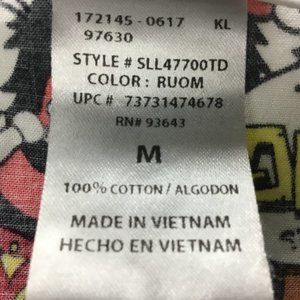 172145 - 0617 KL
97630
STYLE # SLL47700TD
COLOR : RUOM
UPC # 73731474678
RN# 93643
M
100% COTTON / ALGODON
MADE IN VIETNAM
HECHO EN VIETNAM